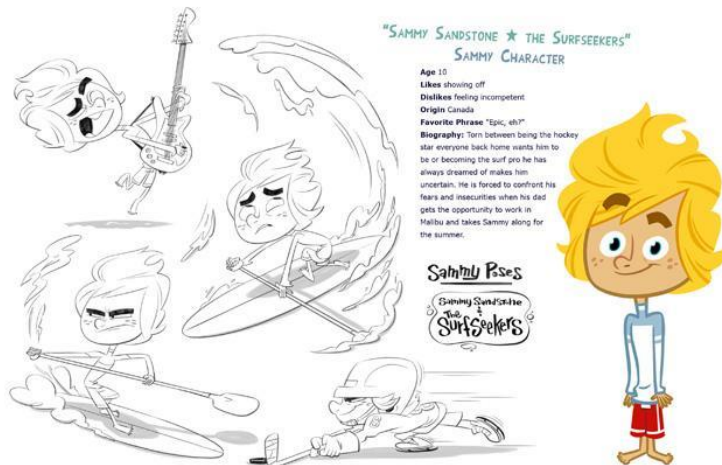 "Sammy Sandstone ★ the Surfseekers"
Sammy Character
Age 10
Likes showing off
Dislikes feeling incompetent
Origin Canada
Favorite Phrase "Epic, eh?"
Biography: Torn between being the hockey
star everyone back home wants him to
be or becoming the surf pro he has
always dreamed of makes him
uncertain. He is forced to confront his
fears and insecurities when his dad
gets the opportunity to work in
Malibu and takes Sammy along for
the summer.
Sammy Poses
Sammy Sandstone
&
The
SurfSeekers